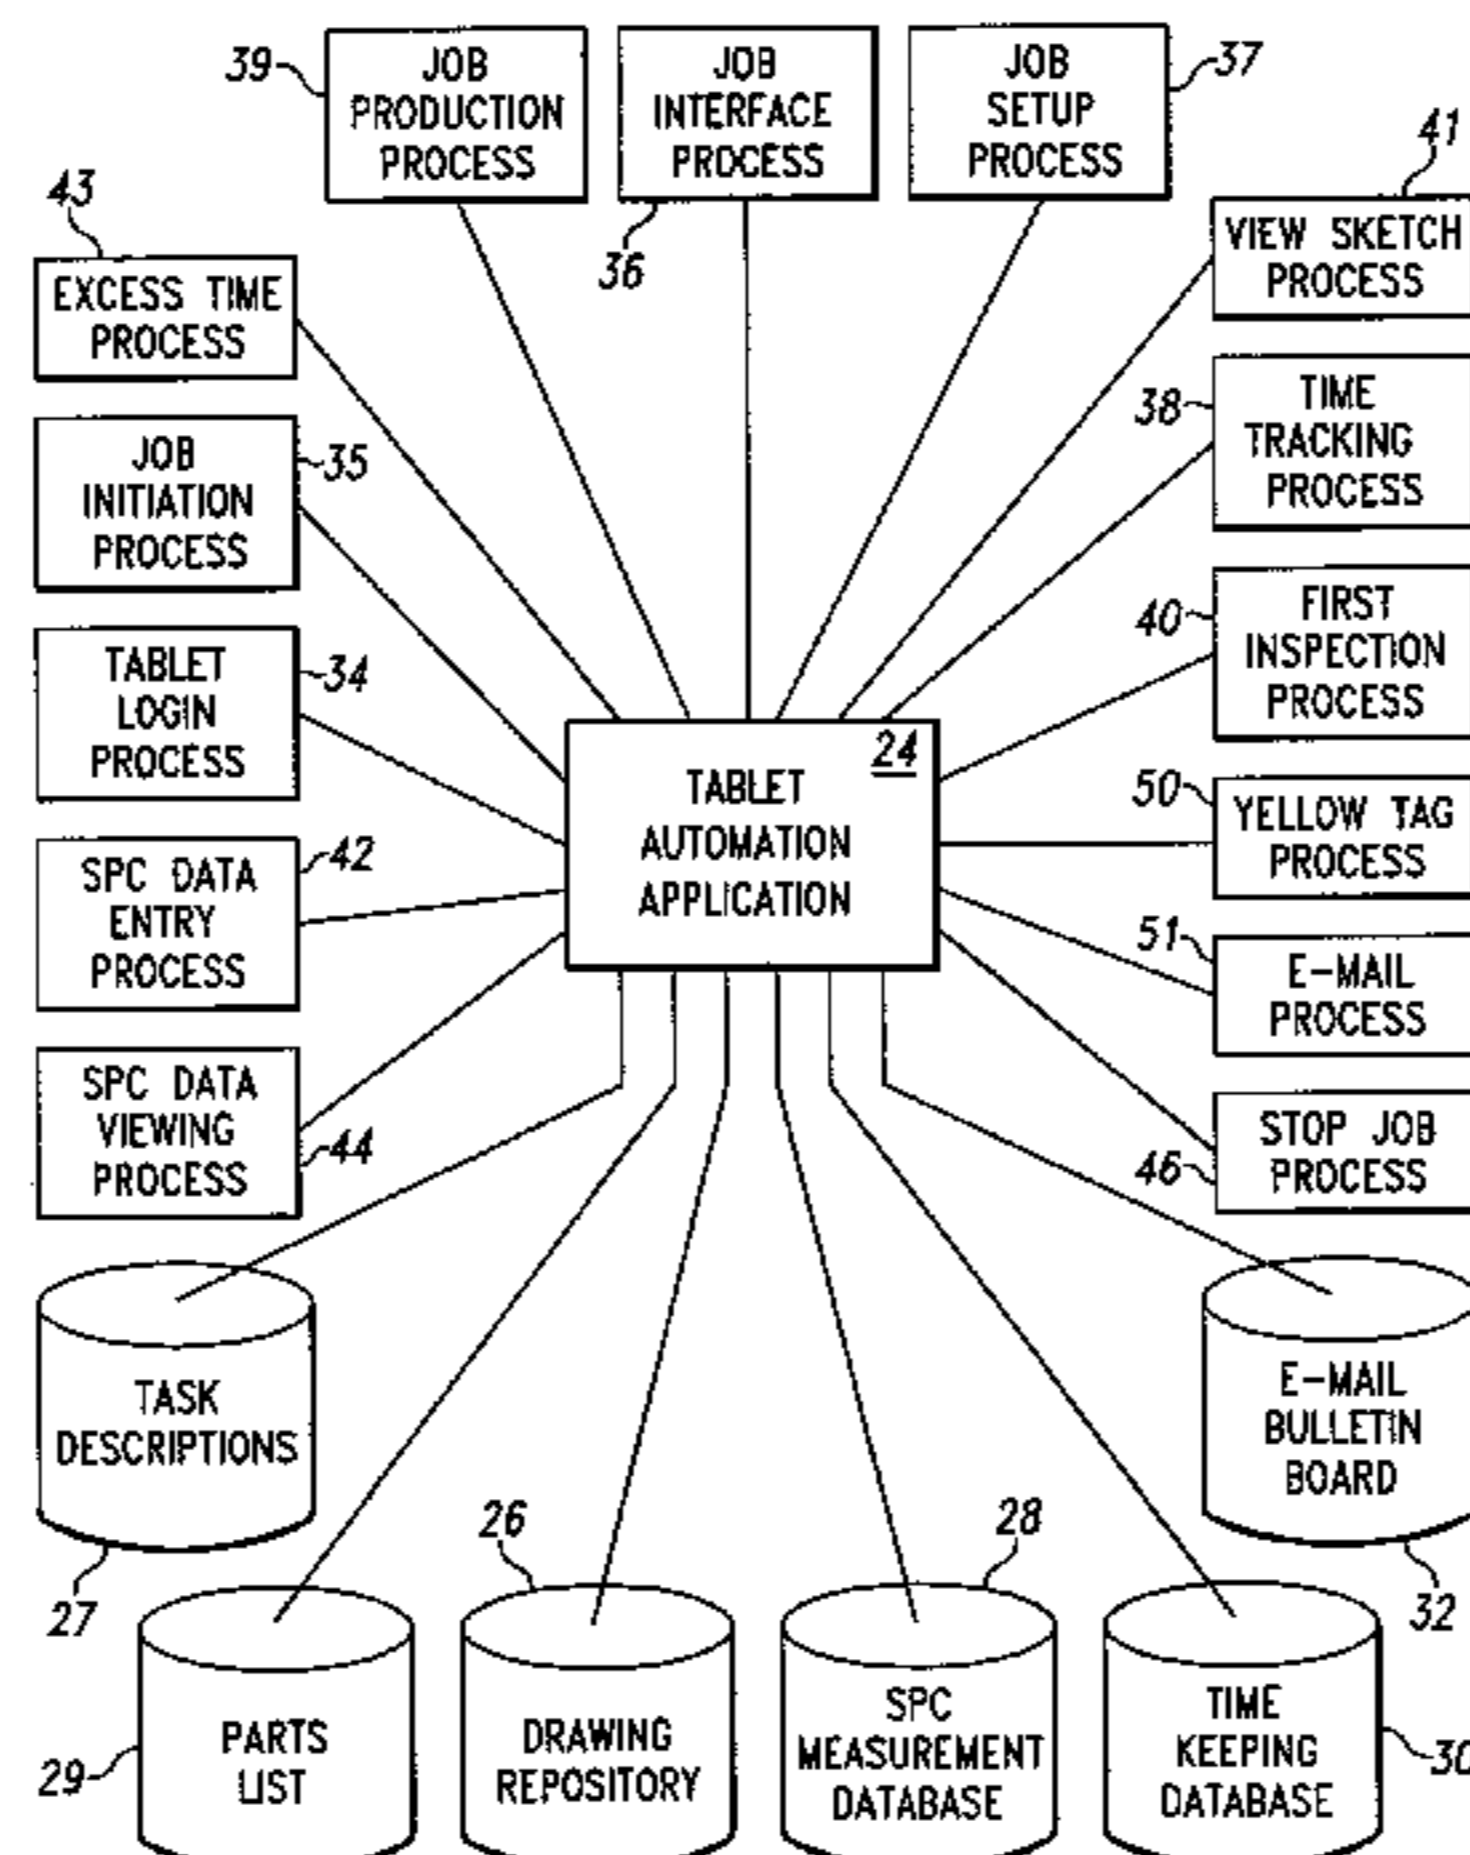 39
JOB
PRODUCTION
PROCESS
JOB
INTERFACE
PROCESS
36
JOB
SETUP
PROCESS
37
43
EXCESS TIME
PROCESS
41
VIEW SKETCH
PROCESS
JOB
INITIATION
PROCESS
35
38
TIME
TRACKING
PROCESS
TABLET
LOGIN
PROCESS
34
40
FIRST
INSPECTION
PROCESS
24
TABLET
AUTOMATION
APPLICATION
SPC DATA
ENTRY
PROCESS
42
50
YELLOW TAG
PROCESS
51
E-MAIL
PROCESS
SPC DATA
VIEWING
PROCESS
44
46
STOP JOB
PROCESS
TASK
DESCRIPTIONS
27
E-MAIL
BULLETIN
BOARD
32
29
PARTS
LIST
26
DRAWING
REPOSITORY
28
SPC
MEASUREMENT
DATABASE
TIME
KEEPING
DATABASE
30